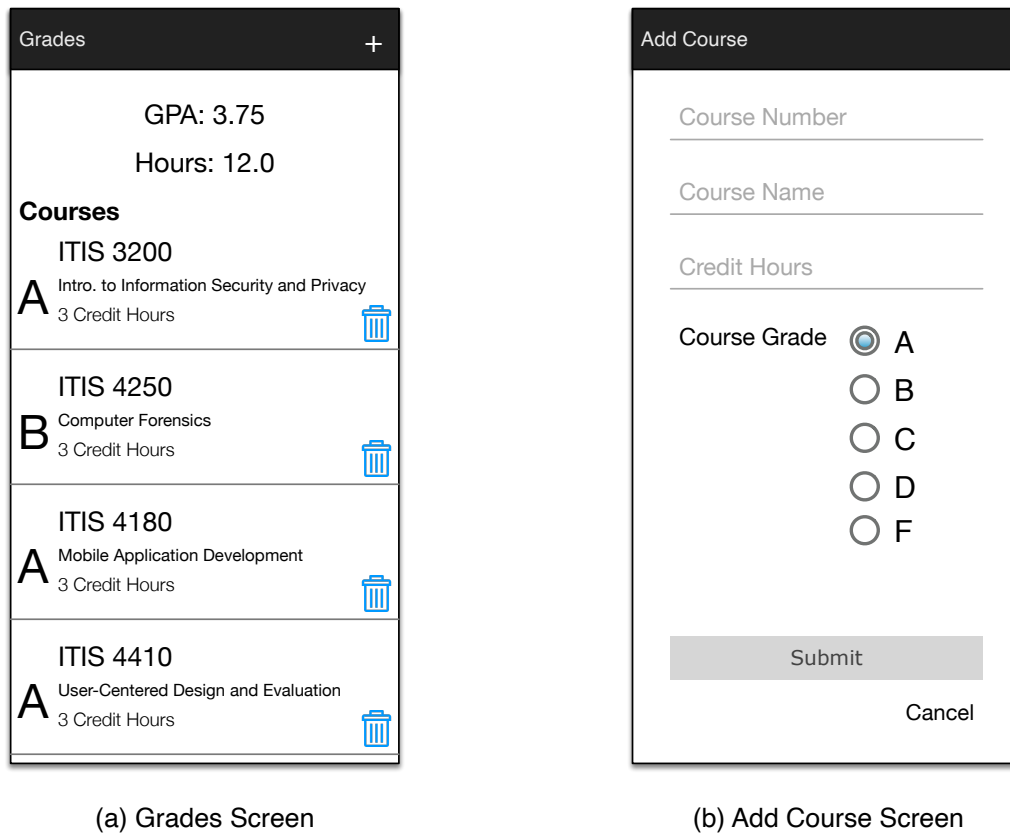 Grades +
GPA: 3.75
Hours: 12.0
Courses
ITIS 3200
A
Intro. to Information Security and Privacy
3 Credit Hours
ITIS 4250
B
Computer Forensics
3 Credit Hours
ITIS 4180
A
Mobile Application Development
3 Credit Hours
ITIS 4410
A
User-Centered Design and Evaluation
3 Credit Hours
(a) Grades Screen
Add Course
Course Number
Course Name
Credit Hours
Course Grade
A
B
C
D
F
Submit
Cancel
(b) Add Course Screen